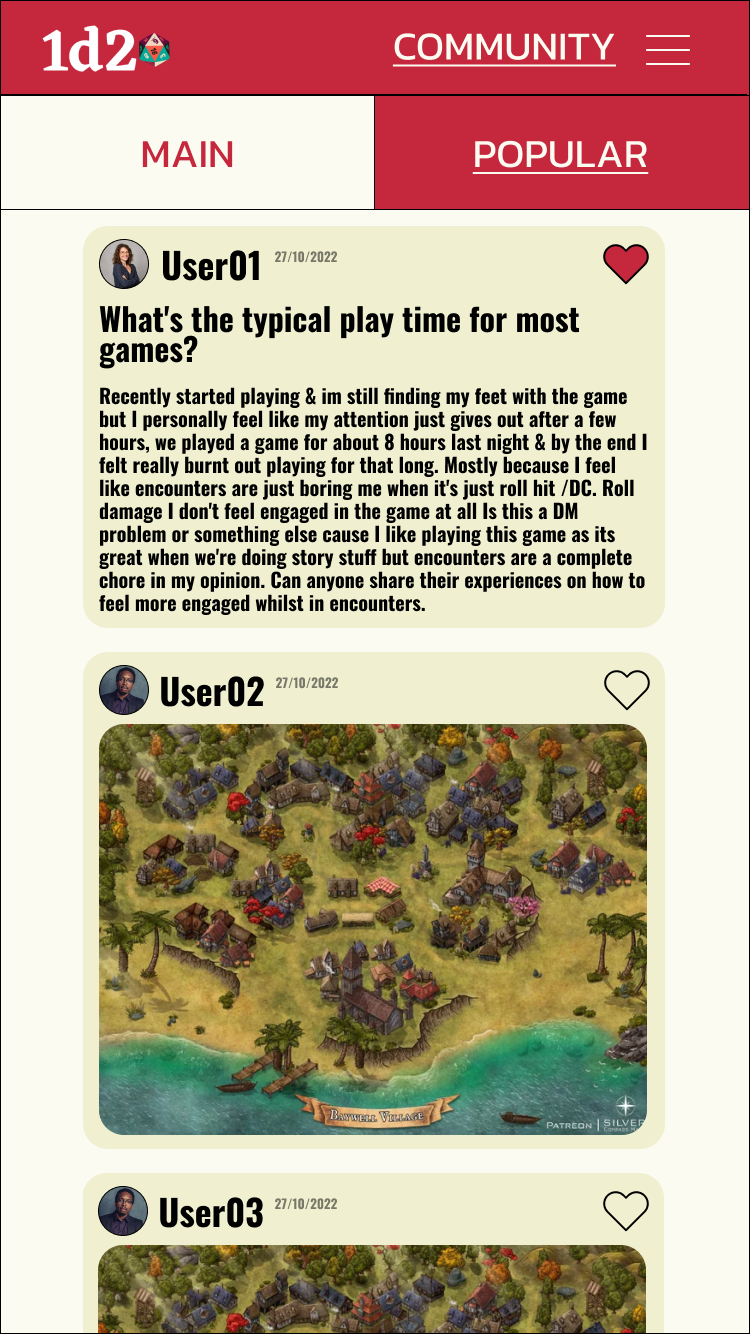 1d2
COMMUNITY
MAIN
POPULAR
User01 27/10/2022
What's the typical play time for most
games?
Recently started playing & im still finding my feet with the game
but I personally feel like my attention just gives out after a few
hours, we played a game for about 8 hours last night & by the end I
felt really burnt out playing for that long. Mostly because I feel
like encounters are just boring me when it's just roll hit /DC. Roll
damage I don't feel engaged in the game at all Is this a DM
problem or something else cause I like playing this game as its
great when we're doing story stuff but encounters are a complete
chore in my opinion. Can anyone share their experiences on how to
feel more engaged whilst in encounters.
User02 27/10/2022
BAYWELL VILLAGE
PATREON | SILVER
User03 27/10/2022